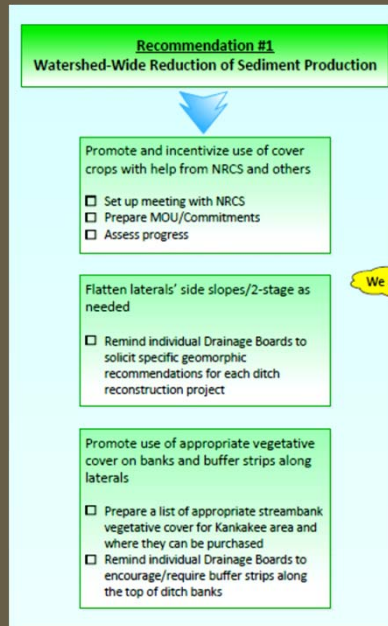 Recommendation #1
Watershed-Wide Reduction of Sediment Production
Promote and incentivize use of cover
crops with help from NRCS and others
Set up meeting with NRCS
Prepare MOU/Commitments
Assess progress
We
Flatten laterals' side slopes/2-stage as
needed
Remind individual Drainage Boards to
solicit specific geomorphic
recommendations for each ditch
reconstruction project
Promote use of appropriate vegetative
cover on banks and buffer strips along
laterals
Prepare a list of appropriate streambank
vegetative cover for Kankakee area and
where they can be purchased
Remind individual Drainage Boards to
encourage/require buffer strips along
the top of ditch banks